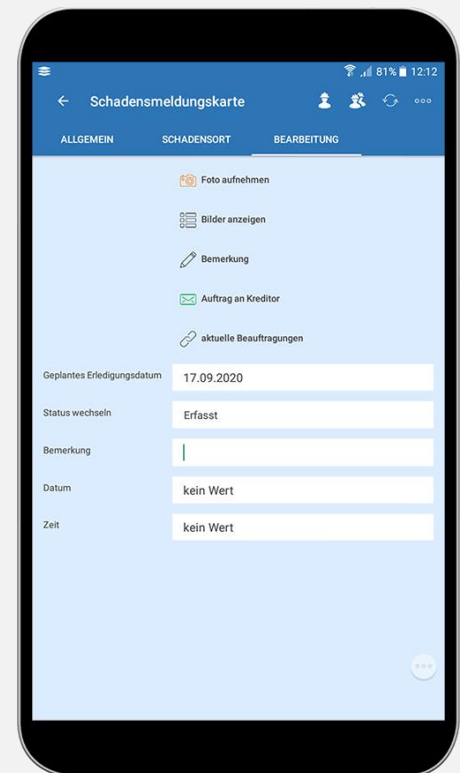 81% 12:12
Schadensmeldungskarte
ALLGEMEIN SCHADENSORT BEARBEITUNG
Foto aufnehmen
Bilder anzeigen
Bemerkung
Auftrag an Kreditor
aktuelle Beauftragungen
Geplantes Erledigungsdatum 17.09.2020
Status wechseln Erfasst
Bemerkung
Datum kein Wert
Zeit kein Wert